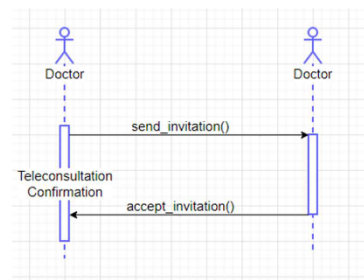 Doctor
Doctor
send_invitation()
Teleconsultation
Confirmation
accept_invitation()